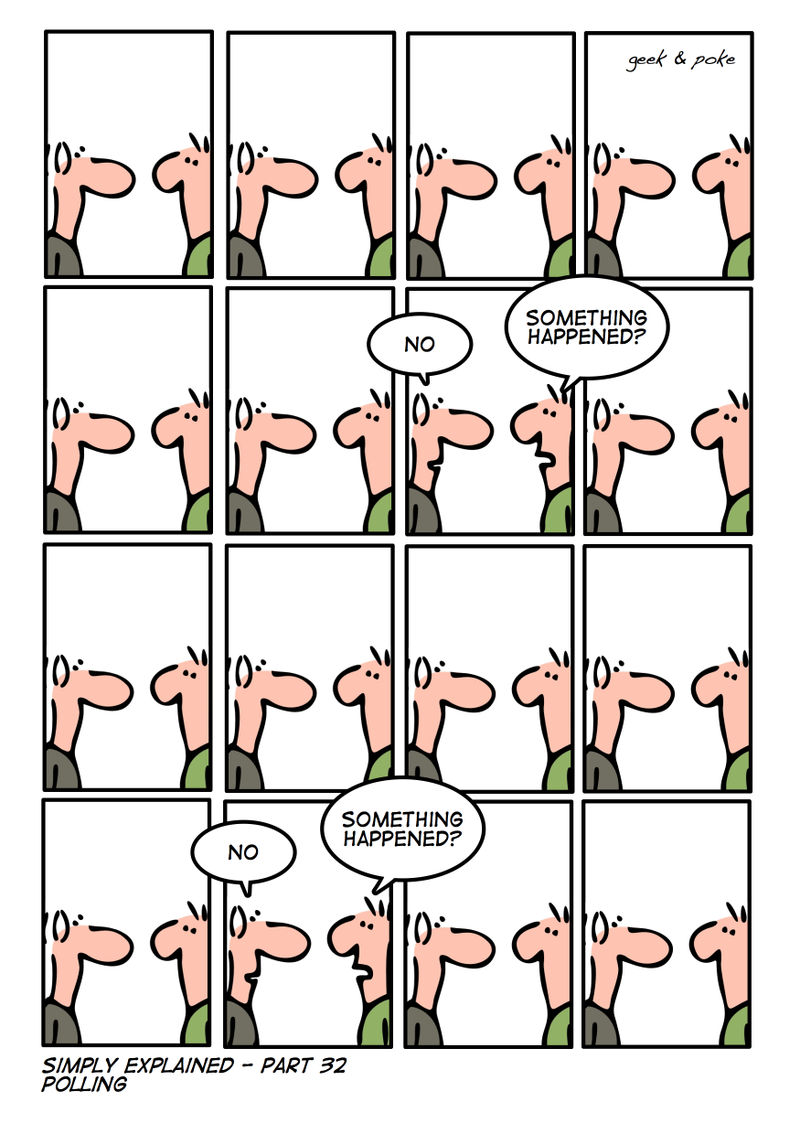 geek & poke
NO
SOMETHING
HAPPENED?
SOMETHING
HAPPENED?
NO
SIMPLY EXPLAINED - PART 32
POLLING